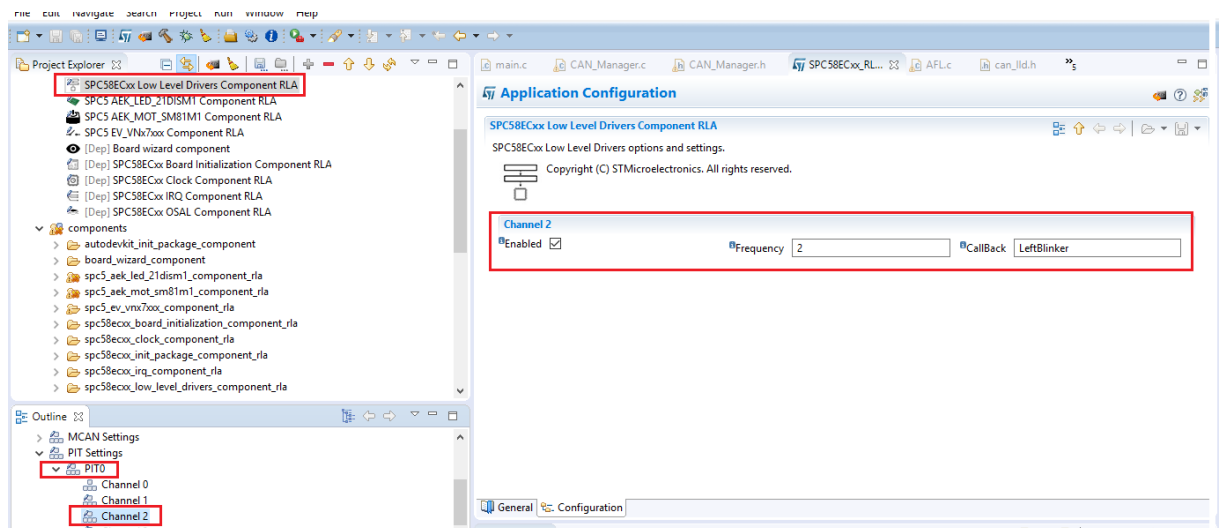 File Edit Navigate Search Project Run Window Help
Project Explorer
SPC58ECxx Low Level Drivers Component RLA
SPC5 AEK_LED_21DISM1 Component RLA
SPC5 AEK_MOT_SM81M1 Component RLA
SPC5 EV_VNx7xxx Component RLA
[Dep] Board wizard component
[Dep] SPC58ECxx Board Initialization Component RLA
[Dep] SPC58ECxx Clock Component RLA
[Dep] SPC58ECxx IRQ Component RLA
[Dep] SPC58ECxx OSAL Component RLA
components
autodevkit_init_package_component
board_wizard_component
spc5_aek_led_21dism1_component_rla
spc5_aek_mot_sm81m1_component_rla
spc5_ev_vnx7xxx_component_rla
spc58ecxx_board_initialization_component_rla
spc58ecxx_clock_component_rla
spc58ecxx_init_package_component_rla
spc58ecxx_irq_component_rla
spc58ecxx_low_level_drivers_component_rla
Outline
MCAN Settings
PIT Settings
PIT0
Channel 0
Channel 1
Channel 2
main.c CAN_Manager.c CAN_Manager.h SPC58ECxx_RL... AFL.c can_lld.h »5
Application Configuration
SPC58ECxx Low Level Drivers Component RLA
SPC58ECxx Low Level Drivers options and settings.
Copyright (C) STMicroelectronics. All rights reserved.
Channel 2
Enabled Frequency 2 CallBack LeftBlinker
General Configuration